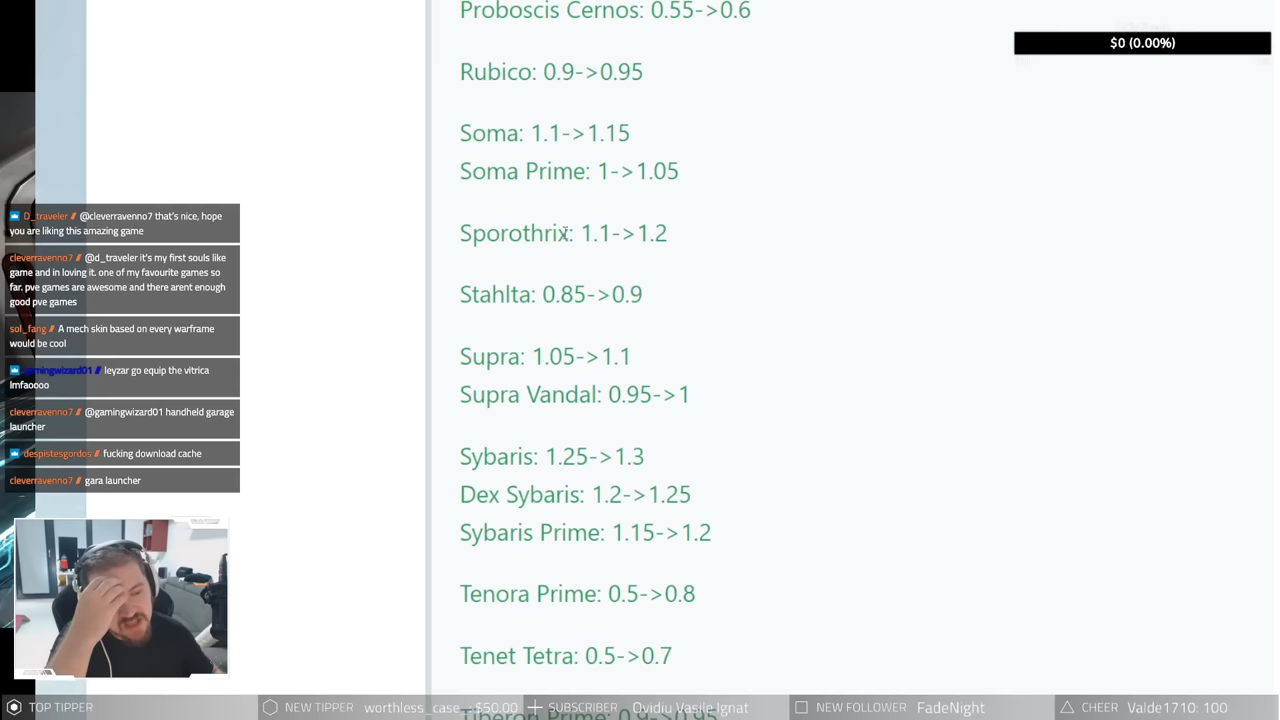 Proboscis Cernos: 0.55->0.6
$0 (0.00%)
Rubico: 0.9->0.95
Soma: 1.1->1.15
Soma Prime: 1->1.05
Sporothrix: 1.1->1.2
Stahlta: 0.85->0.9
Supra: 1.05->1.1
Supra Vandal: 0.95->1
Sybaris: 1.25->1.3
Dex Sybaris: 1.2->1.25
Sybaris Prime: 1.15->1.2
Tenora Prime: 0.5->0.8
Tenet Tetra: 0.5->0.7
Tiberon Prime: 0.9->0.95
D_traveler // @cleverravenno7 that's nice, hope
you are liking this amazing game
cleverravenno7 // @d_traveler it's my first souls like
game and in loving it. one of my favourite games so
far. pve games are awesome and there arent enough
good pve games
sol_fang // A mech skin based on every warframe
would be cool
gamingwizard01 // leyzar go equip the vitrica
lmfaoooo
cleverravenno7 // @gamingwizard01 handheld garage
launcher
despistesgordos // fucking download cache
cleverravenno7 // gara launcher
TOP TIPPER
NEW TIPPER worthless_case_: $50.00
SUBSCRIBER Ovidiu Vasile Ignat
NEW FOLLOWER FadeNight
CHEER Valde1710: 100